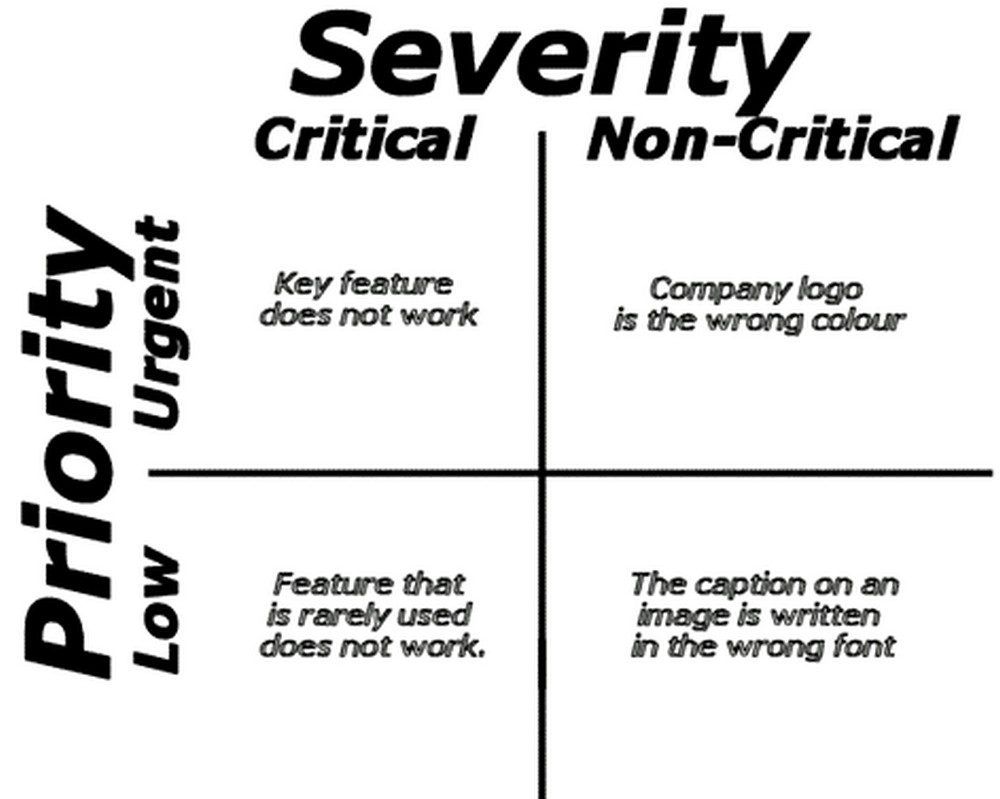 Severity
Critical
Non-Critical
Priority
Urgent
Key feature
does not work
Company logo
is the wrong colour
Low
Feature that
is rarely used
does not work.
The caption on an
image is written
in the wrong font